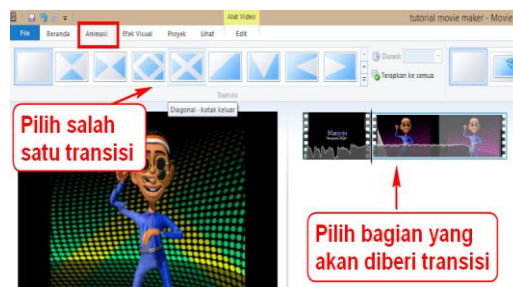 Alat Video
tutorial movie maker - Movie
File Beranda Animasi Efek Visual Proyek Lihat Edit
Durasi:
Terapkan ke semua
Transisi
Diagonal - kotak keluar
Pilih salah
satu transisi
Pilih bagian yang
akan diberi transisi